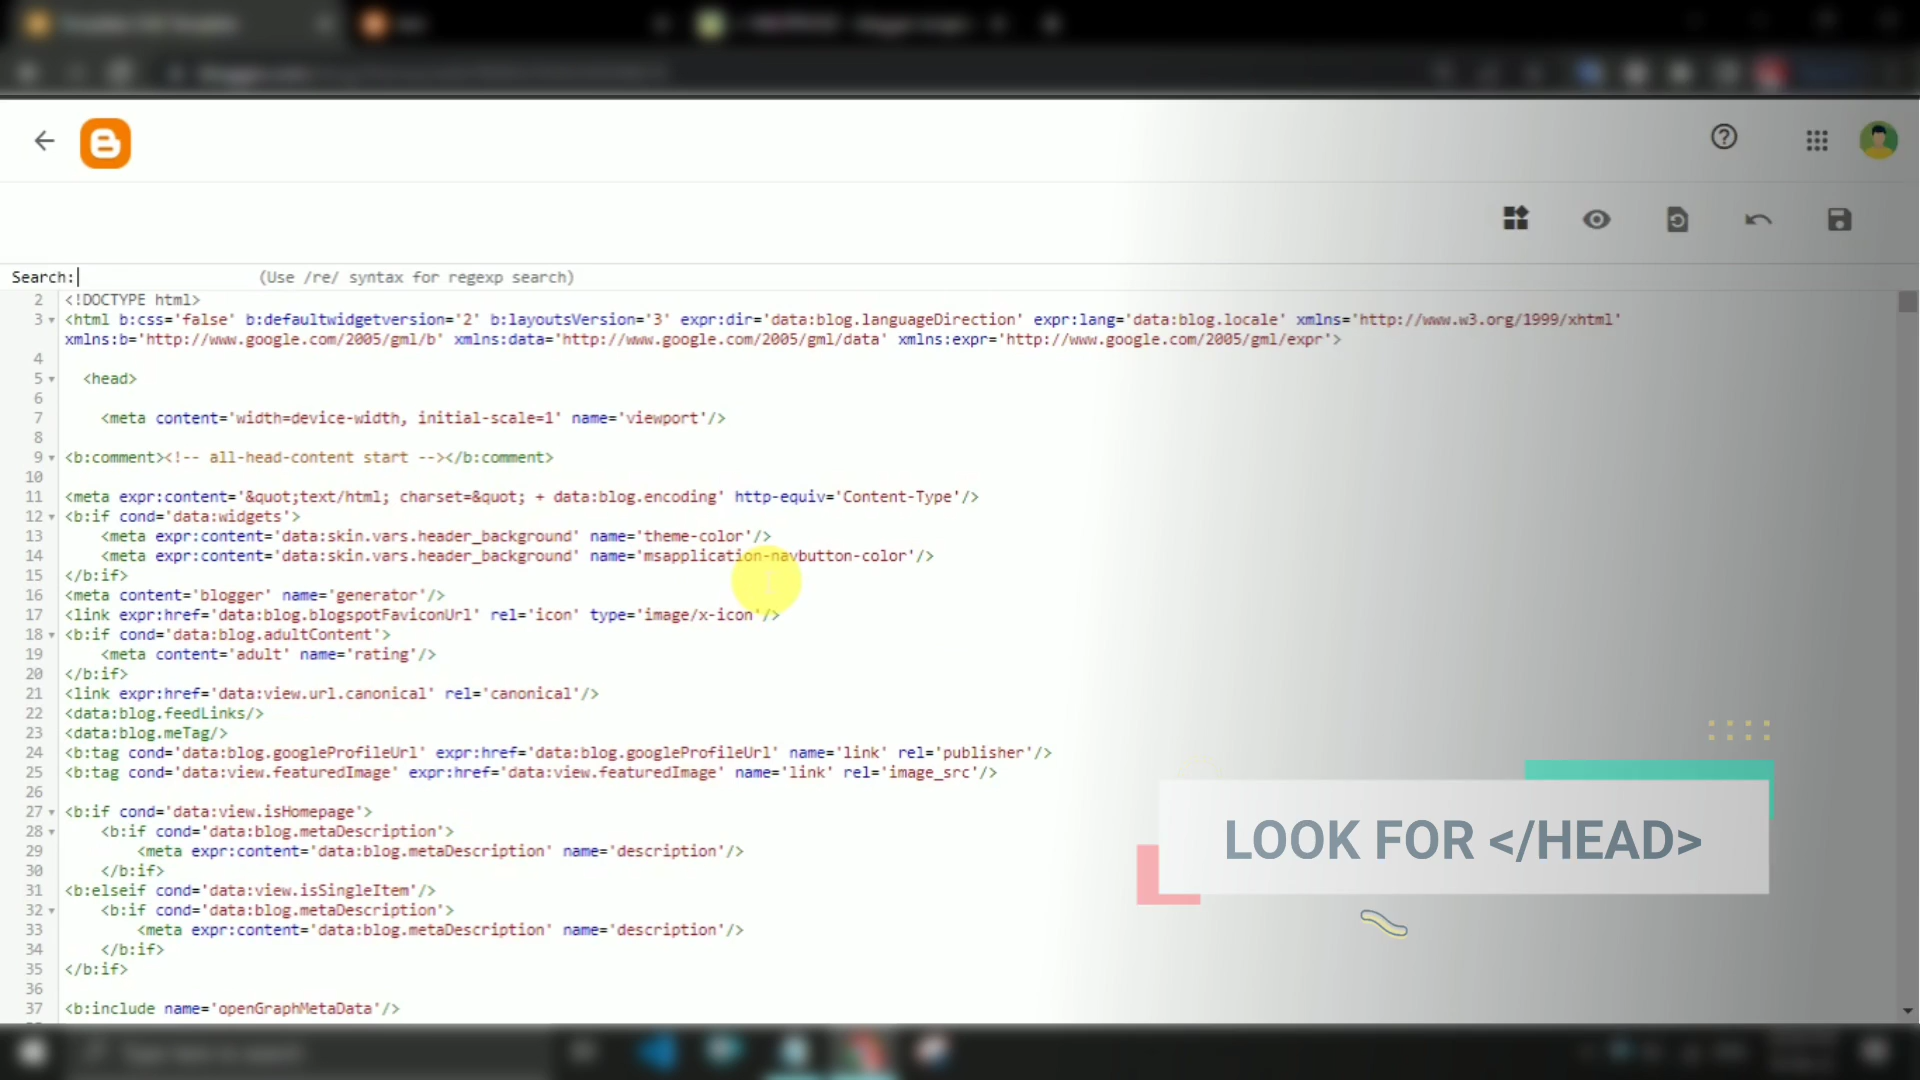 Search: (Use /re/ syntax for regexp search)
2 <!DOCTYPE html>
3 <html b:css='false' b:defaultwidgetversion='2' b:layoutsVersion='3' expr:dir='data:blog.languageDirection' expr:lang='data:blog.locale' xmlns='http://www.w3.org/1999/xhtml'
xmlns:b='http://www.google.com/2005/gml/b' xmlns:data='http://www.google.com/2005/gml/data' xmlns:expr='http://www.google.com/2005/gml/expr'>
4
5 <head>
6
7 <meta content='width=device-width, initial-scale=1' name='viewport'/>
8
9 <b:comment><!-- all-head-content start --></b:comment>
10
11 <meta expr:content='&quot;text/html; charset=&quot; + data:blog.encoding' http-equiv='Content-Type'/>
12 <b:if cond='data:widgets'>
13 <meta expr:content='data:skin.vars.header_background' name='theme-color'/>
14 <meta expr:content='data:skin.vars.header_background' name='msapplication-navbutton-color'/>
15 </b:if>
16 <meta content='blogger' name='generator'/>
17 <link expr:href='data:blog.blogspotFaviconUrl' rel='icon' type='image/x-icon'/>
18 <b:if cond='data:blog.adultContent'>
19 <meta content='adult' name='rating'/>
20 </b:if>
21 <link expr:href='data:view.url.canonical' rel='canonical'/>
22 <data:blog.feedLinks/>
23 <data:blog.meTag/>
24 <b:tag cond='data:blog.googleProfileUrl' expr:href='data:blog.googleProfileUrl' name='link' rel='publisher'/>
25 <b:tag cond='data:view.featuredImage' expr:href='data:view.featuredImage' name='link' rel='image_src'/>
26
27 <b:if cond='data:view.isHomepage'>
28 <b:if cond='data:blog.metaDescription'>
29 <meta expr:content='data:blog.metaDescription' name='description'/>
30 </b:if>
31 <b:elseif cond='data:view.isSingleItem'/>
32 <b:if cond='data:blog.metaDescription'>
33 <meta expr:content='data:blog.metaDescription' name='description'/>
34 </b:if>
35 </b:if>
36
37 <b:include name='openGraphMetaData'/>
LOOK FOR </HEAD>
Type here to search